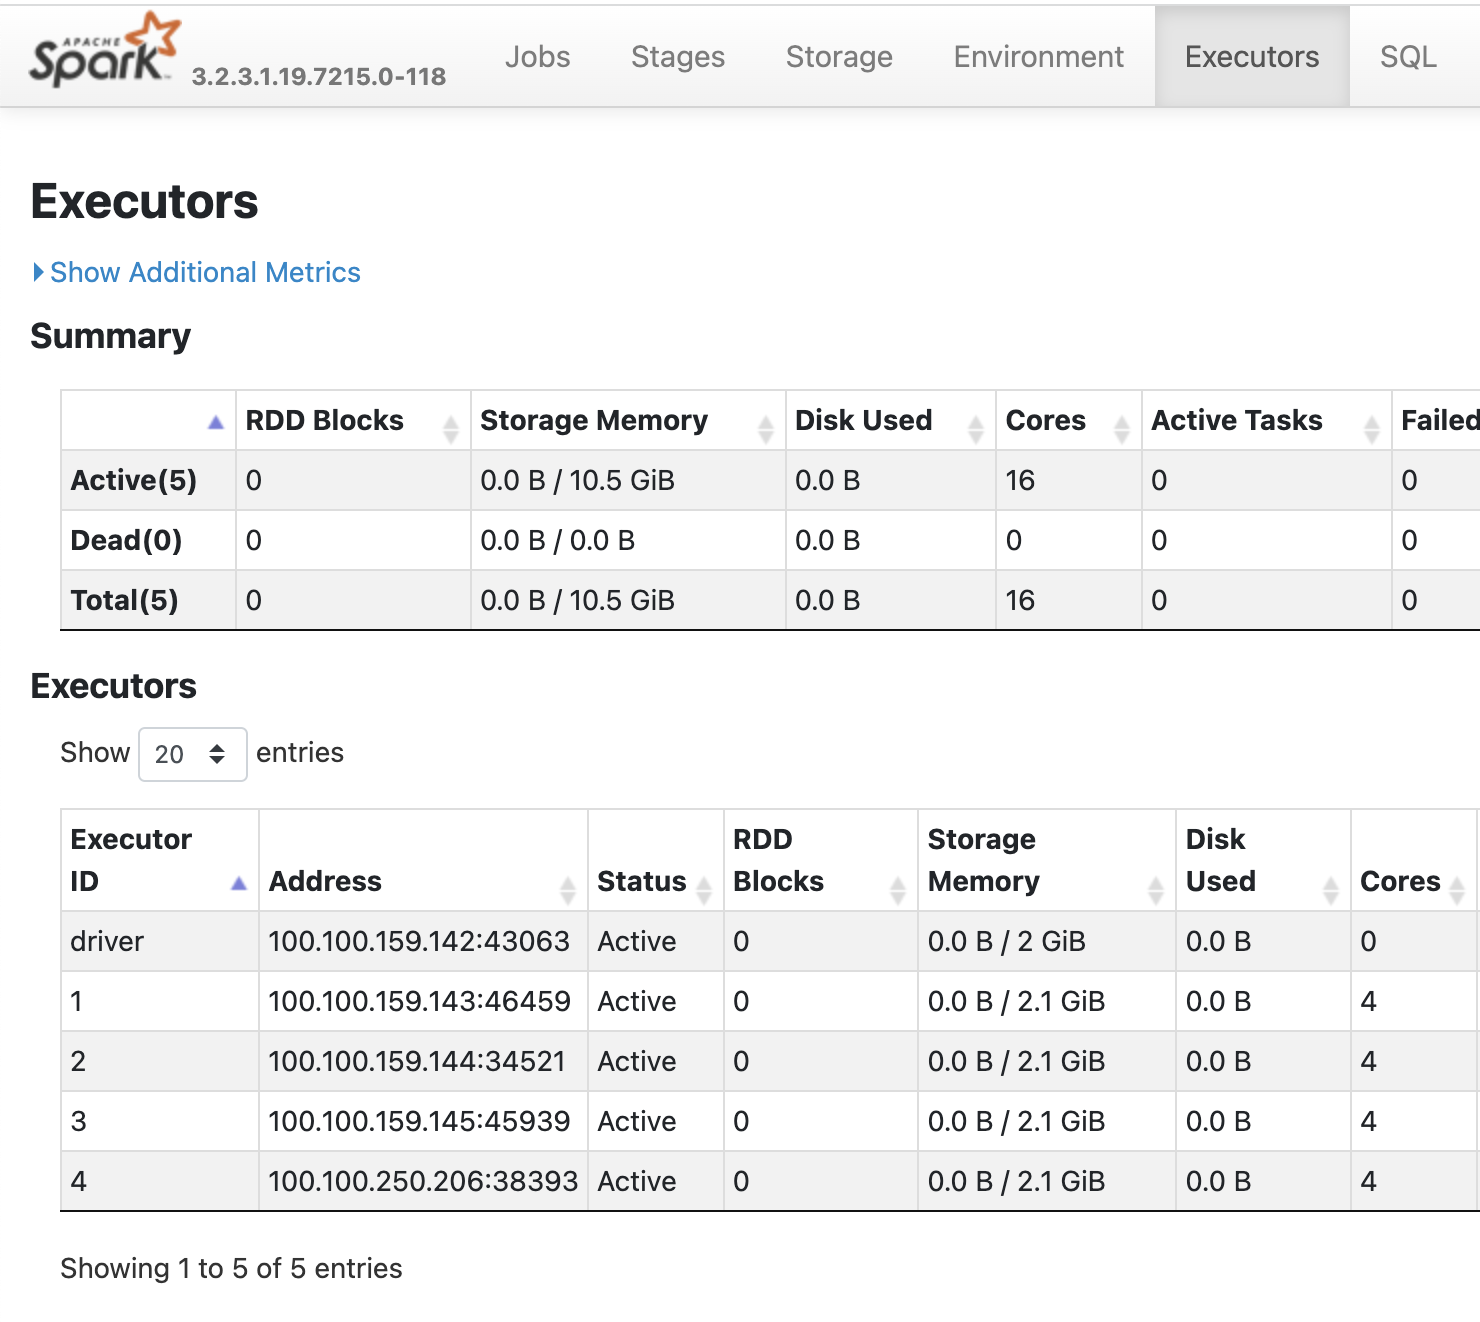 APACHE
Spark™ 3.2.3.1.19.7215.0-118 Jobs Stages Storage Environment Executors SQL
Executors
Show Additional Metrics
Summary
RDD Blocks Storage Memory Disk Used Cores Active Tasks Failed
Active(5) 0 0.0 B / 10.5 GiB 0.0 B 16 0 0
Dead(0) 0 0.0 B / 0.0 B 0.0 B 0 0 0
Total(5) 0 0.0 B / 10.5 GiB 0.0 B 16 0 0
Executors
Show 20 entries
Executor ID Address Status RDD Blocks Storage Memory Disk Used Cores
driver 100.100.159.142:43063 Active 0 0.0 B / 2 GiB 0.0 B 0
1 100.100.159.143:46459 Active 0 0.0 B / 2.1 GiB 0.0 B 4
2 100.100.159.144:34521 Active 0 0.0 B / 2.1 GiB 0.0 B 4
3 100.100.159.145:45939 Active 0 0.0 B / 2.1 GiB 0.0 B 4
4 100.100.250.206:38393 Active 0 0.0 B / 2.1 GiB 0.0 B 4
Showing 1 to 5 of 5 entries